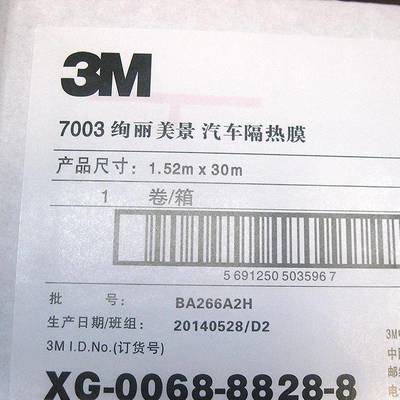 3M
7003 绚丽美景 汽车隔热膜
产品尺寸: 1.52m x 30m
1 卷/箱
5 691250 503596 7
批 号: BA266A2H
生产日期/班组: 20140528/D2
3M I.D.No.(订货号)
XG-0068-8828-8
3M